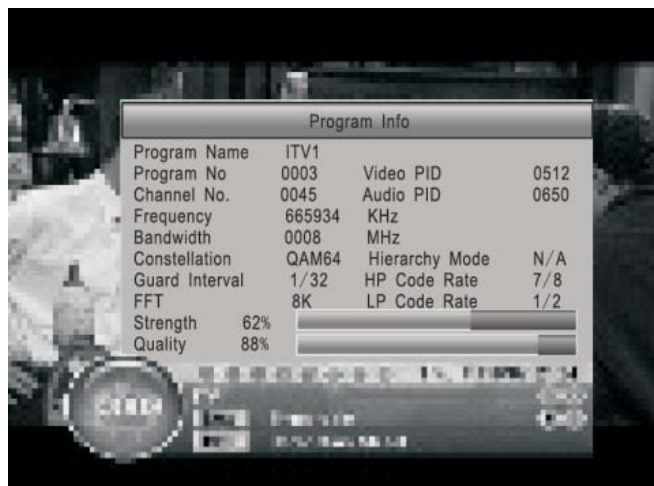 Program Info
Program Name ITV1
Program No 0003 Video PID 0512
Channel No. 0045 Audio PID 0650
Frequency 665934 KHz
Bandwidth 0008 MHz
Constellation QAM64 Hierarchy Mode N/A
Guard Interval 1/32 HP Code Rate 7/8
FFT 8K LP Code Rate 1/2
Strength 62%
Quality 88%